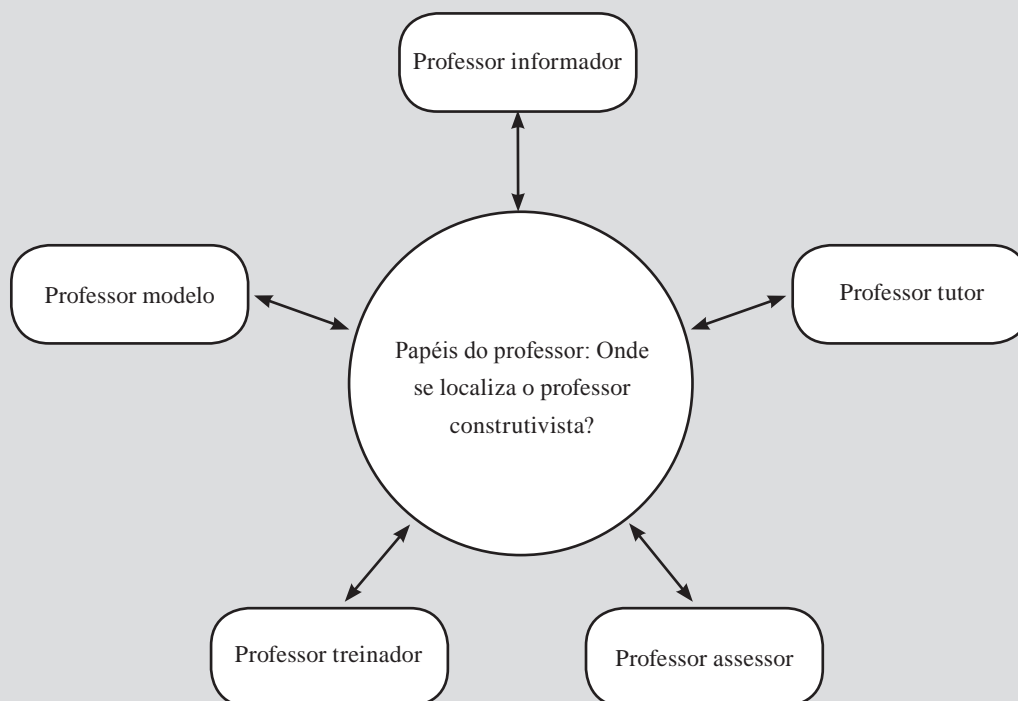 Professor informador
Professor modelo
Professor tutor
Papéis do professor: Onde
se localiza o professor
construtivista?
Professor treinador
Professor assessor